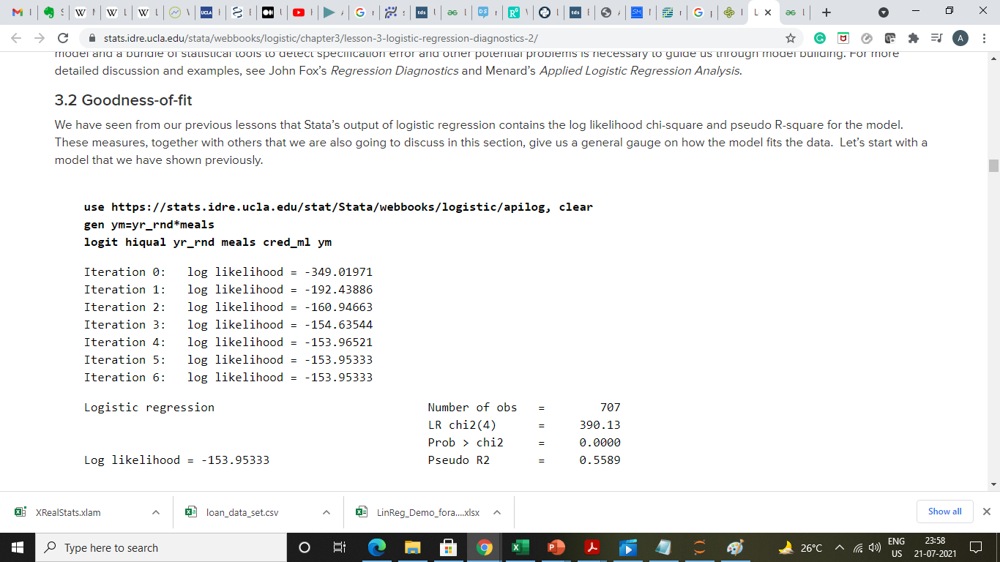 stats.idre.ucla.edu/stata/webbooks/logistic/chapter3/lesson-3-logistic-regression-diagnostics-2/
model and a bundle of statistical tools to detect specification error and other potential problems is necessary to guide us through model building. For more
detailed discussion and examples, see John Fox's Regression Diagnostics and Menard's Applied Logistic Regression Analysis.
3.2 Goodness-of-fit
We have seen from our previous lessons that Stata's output of logistic regression contains the log likelihood chi-square and pseudo R-square for the model.
These measures, together with others that we are also going to discuss in this section, give us a general gauge on how the model fits the data.  Let's start with a
model that we have shown previously.
use https://stats.idre.ucla.edu/stat/Stata/webbooks/logistic/apilog, clear
gen ym=yr_rnd*meals
logit hiqual yr_rnd meals cred_ml ym
Iteration 0:   log likelihood = -349.01971
Iteration 1:   log likelihood = -192.43886
Iteration 2:   log likelihood = -160.94663
Iteration 3:   log likelihood = -154.63544
Iteration 4:   log likelihood = -153.96521
Iteration 5:   log likelihood = -153.95333
Iteration 6:   log likelihood = -153.95333
Logistic regression Number of obs = 707
LR chi2(4) = 390.13
Prob > chi2 = 0.0000
Log likelihood = -153.95333 Pseudo R2 = 0.5589
XRealStats.xlam loan_data_set.csv LinReg_Demo_fora....xlsx Show all
Type here to search 26°C ENG 23:58
US 21-07-2021